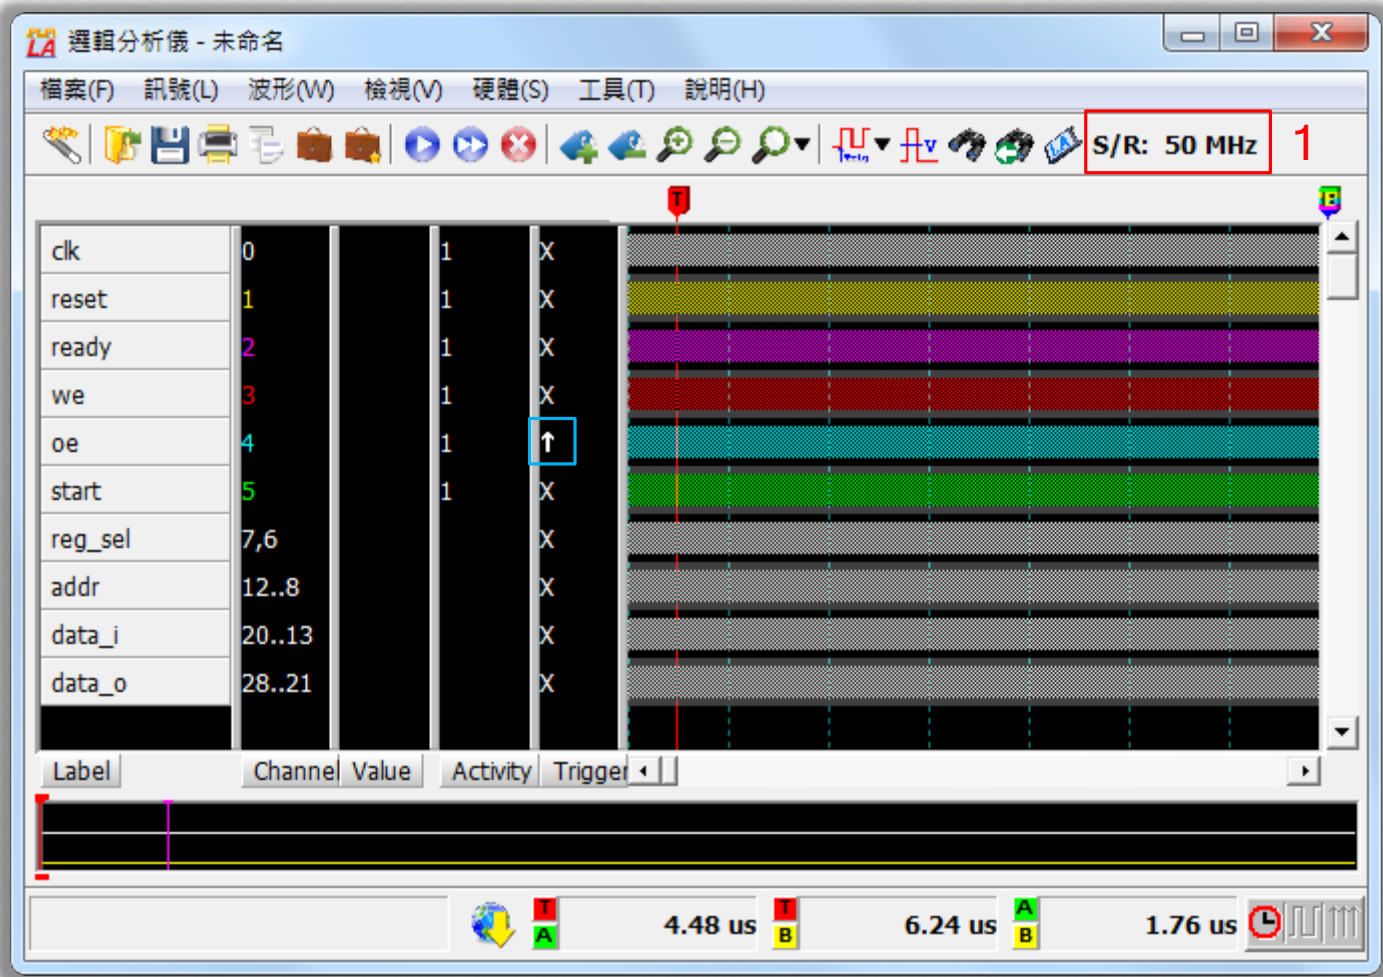 LA 邏輯分析儀 - 未命名
檔案(F) 訊號(L) 波形(W) 檢視(V) 硬體(S) 工具(T) 說明(H)
S/R: 50 MHz 1
T B
clk 0 1 X
reset 1 1 X
ready 2 1 X
we 3 1 X
oe 4 1 ↑
start 5 1 X
reg_sel 7,6 X
addr 12..8 X
data_i 20..13 X
data_o 28..21 X
Label Channel Value Activity Trigger
T A 4.48 us T B 6.24 us A B 1.76 us